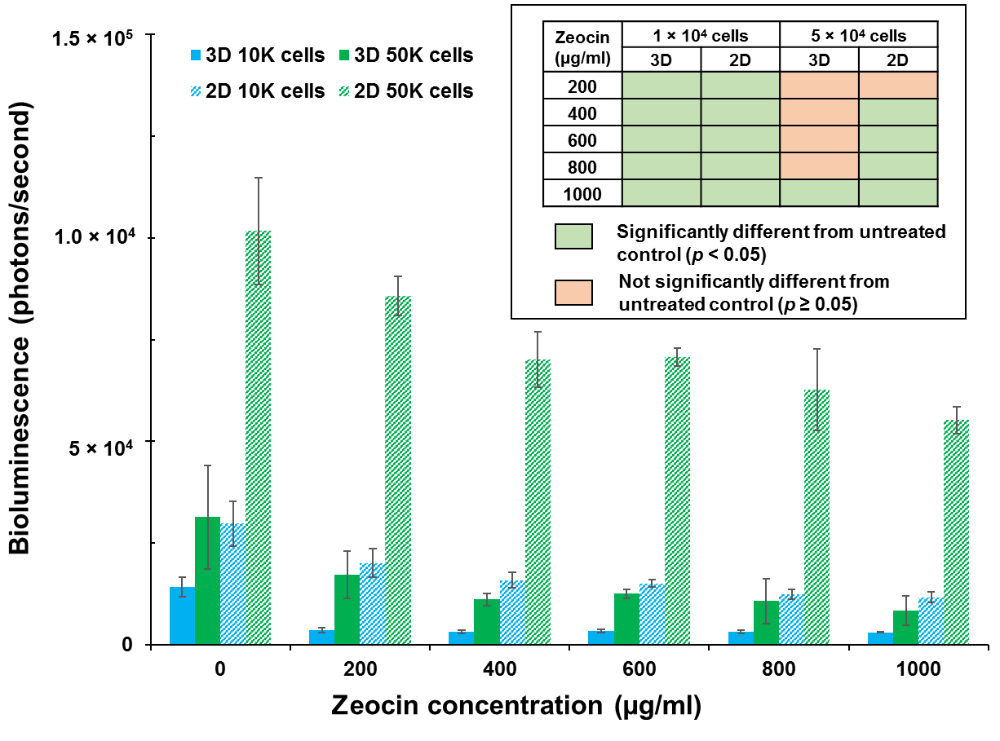 1.5 × 10⁵
1.0 × 10⁴
5 × 10⁴
0
Bioluminescence (photons/second)
3D 10K cells 3D 50K cells
2D 10K cells 2D 50K cells
Zeocin (µg/ml) 1 × 10⁴ cells 5 × 10⁴ cells
3D 2D 3D 2D
200
400
600
800
1000
Significantly different from untreated
control (p < 0.05)
Not significantly different from
untreated control (p ≥ 0.05)
0 200 400 600 800 1000
Zeocin concentration (µg/ml)